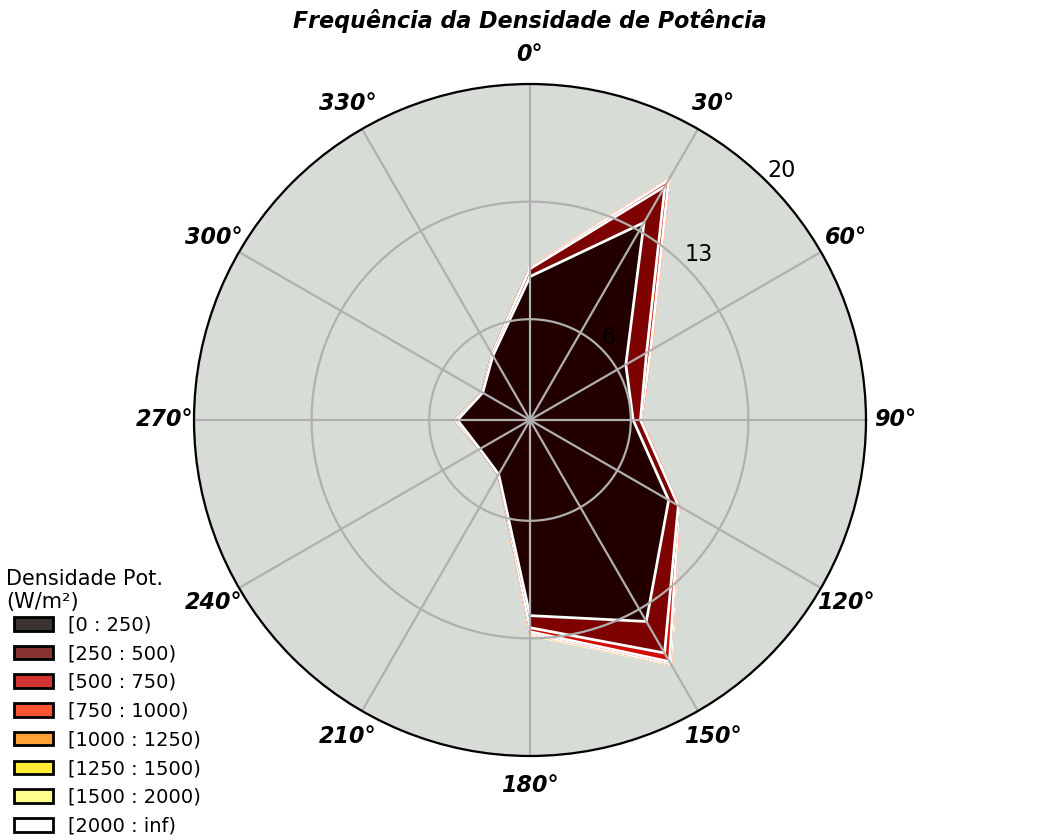 Frequência da Densidade de Potência
0°
330°
30°
20
300°
60°
13
6
270°
90°
240°
120°
210°
150°
180°
Densidade Pot.
(W/m²)
[0 : 250)
[250 : 500)
[500 : 750)
[750 : 1000)
[1000 : 1250)
[1250 : 1500)
[1500 : 2000)
[2000 : inf)